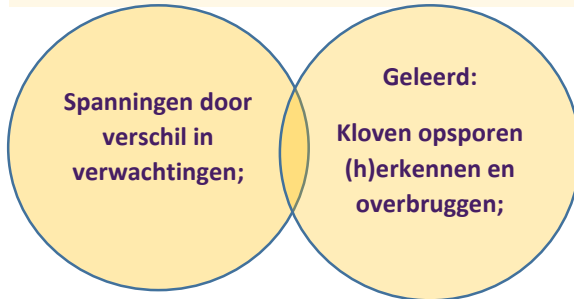 Spanningen door
verschil in
verwachtingen;
Geleerd:
Kloven opsporen
(h)erkennen en
overbruggen;